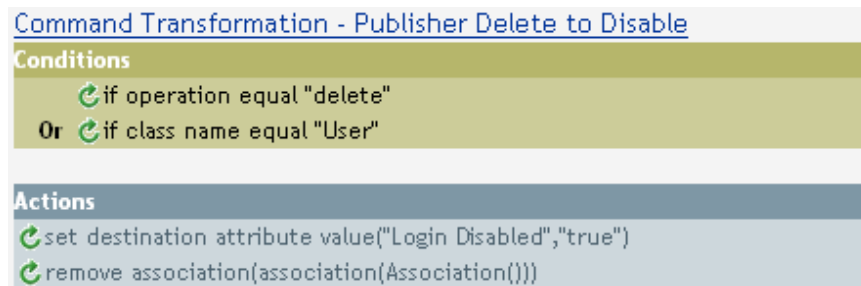 Command Transformation - Publisher Delete to Disable
Conditions
if operation equal "delete"
Or if class name equal "User"
Actions
set destination attribute value("Login Disabled","true")
remove association(association(Association()))